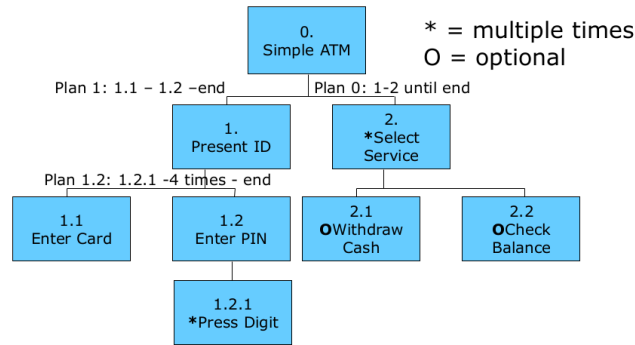 0.
Simple ATM
* = multiple times
O = optional
Plan 1: 1.1 – 1.2 –end
Plan 0: 1-2 until end
1.
Present ID
2.
*Select
Service
Plan 1.2: 1.2.1 -4 times - end
1.1
Enter Card
1.2
Enter PIN
2.1
OWithdraw
Cash
2.2
OCheck
Balance
1.2.1
*Press Digit